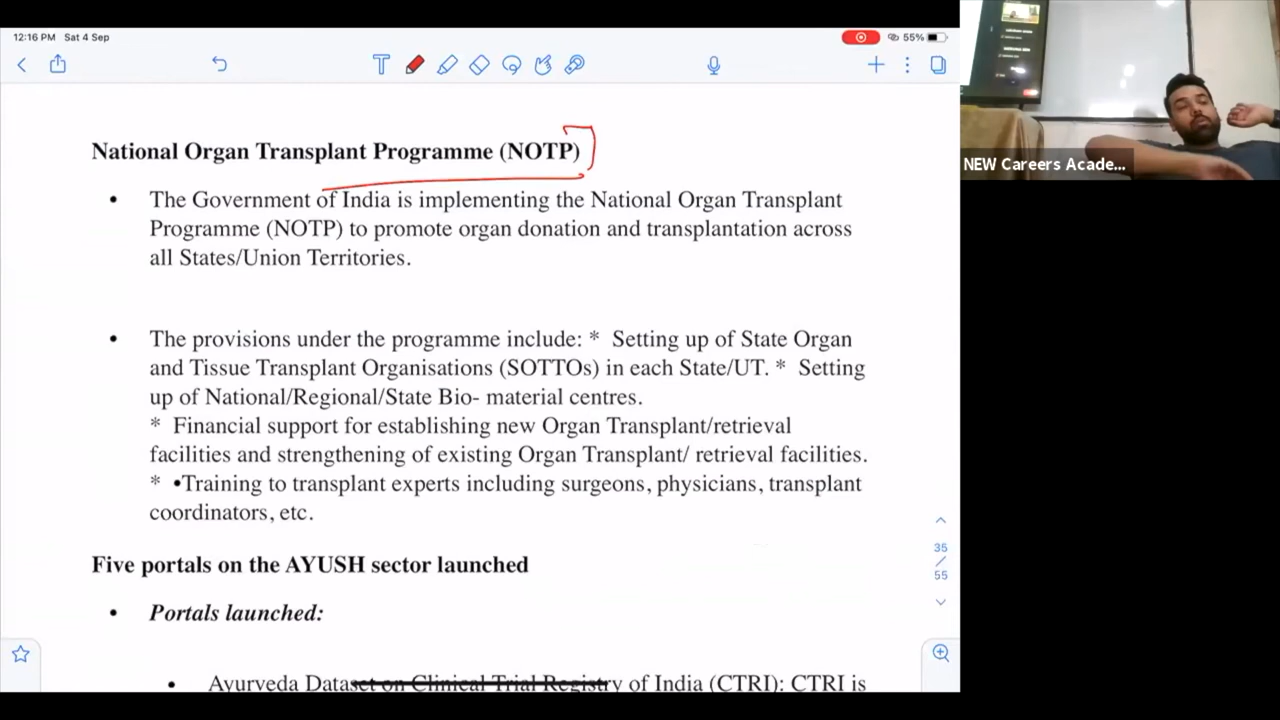 12:16 PM Sat 4 Sep
55%
National Organ Transplant Programme (NOTP)
• The Government of India is implementing the National Organ Transplant
Programme (NOTP) to promote organ donation and transplantation across
all States/Union Territories.
• The provisions under the programme include: * Setting up of State Organ
and Tissue Transplant Organisations (SOTTOs) in each State/UT. * Setting
up of National/Regional/State Bio- material centres.
* Financial support for establishing new Organ Transplant/retrieval
facilities and strengthening of existing Organ Transplant/ retrieval facilities.
* •Training to transplant experts including surgeons, physicians, transplant
coordinators, etc.
Five portals on the AYUSH sector launched
• Portals launched:
• Ayurveda Dataset on Clinical Trial Registry of India (CTRI): CTRI is
35
/
55
NEW Careers Acade...